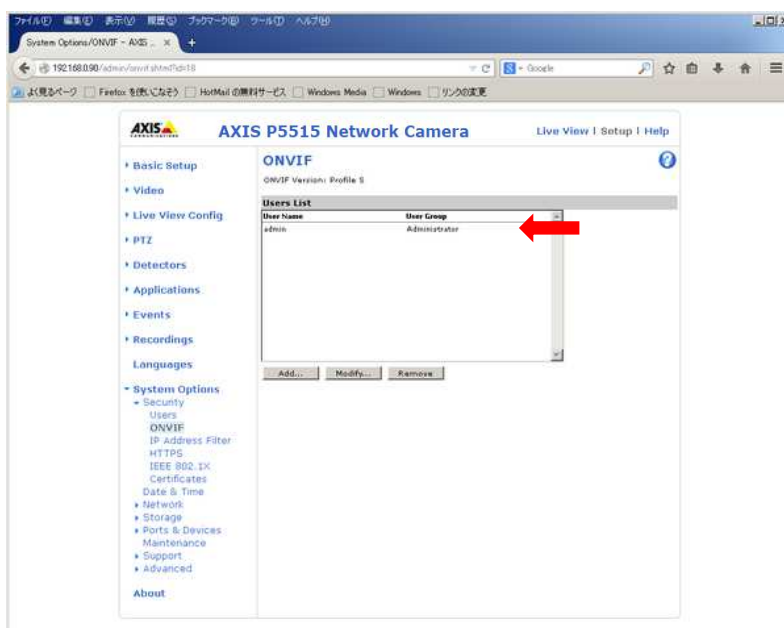 ファイル(F) 編集(E) 表示(V) 履歴(S) ブックマーク(B) ツール(T) ヘルプ(H)
System Options/ONVIF - AXIS ... × +
192.168.0.90/admin/onvif.shtml?id=18
Google
よく見るページ Firefox を使いこなそう HotMail の無料サービス Windows Media Windows リンクの変更
AXIS
COMMUNICATIONS
AXIS P5515 Network Camera
Live View | Setup | Help
Basic Setup
Video
Live View Config
PTZ
Detectors
Applications
Events
Recordings
Languages
System Options
Security
Users
ONVIF
IP Address Filter
HTTPS
IEEE 802.1X
Certificates
Date & Time
Network
Storage
Ports & Devices
Maintenance
Support
Advanced
About
ONVIF
?
ONVIF Version: Profile S
Users List
User Name User Group
admin Administrator
Add... Modify... Remove